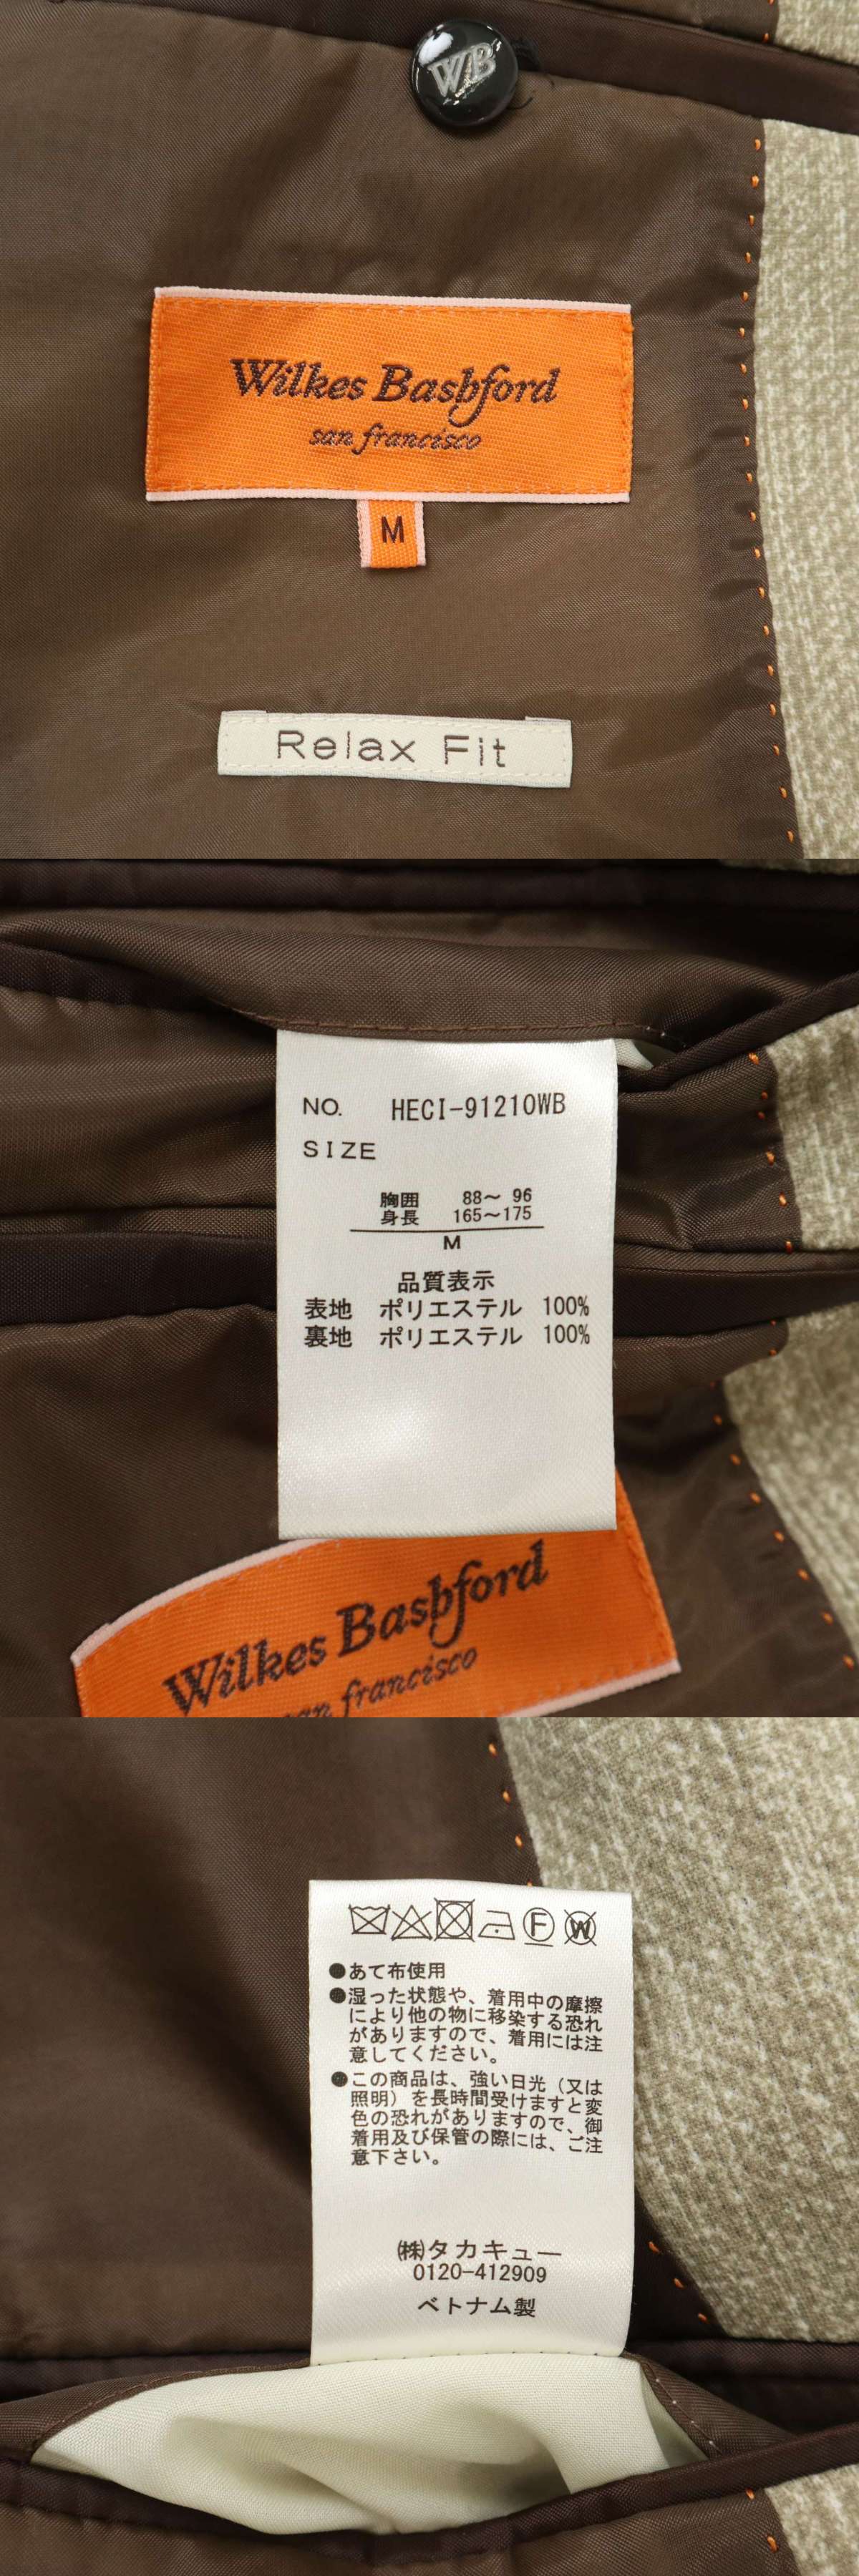 WB
Wilkes Bashford
san francisco
M
Relax Fit
NO. HECI-91210WB
SIZE
胸囲 88～ 96
身長 165～175
M
品質表示
表地 ポリエステル 100%
裏地 ポリエステル 100%
Wilkes Bashford
san francisco
F W
●あて布使用
●湿った状態や、着用中の摩擦
により他の物に移染する恐れ
がありますので、着用には注
意してください。
●この商品は、強い日光（又は
照明）を長時間受けますと変
色の恐れがありますので、御
着用及び保管の際には、ご注
意下さい。
㈱タカキュー
0120-412909
ベトナム製